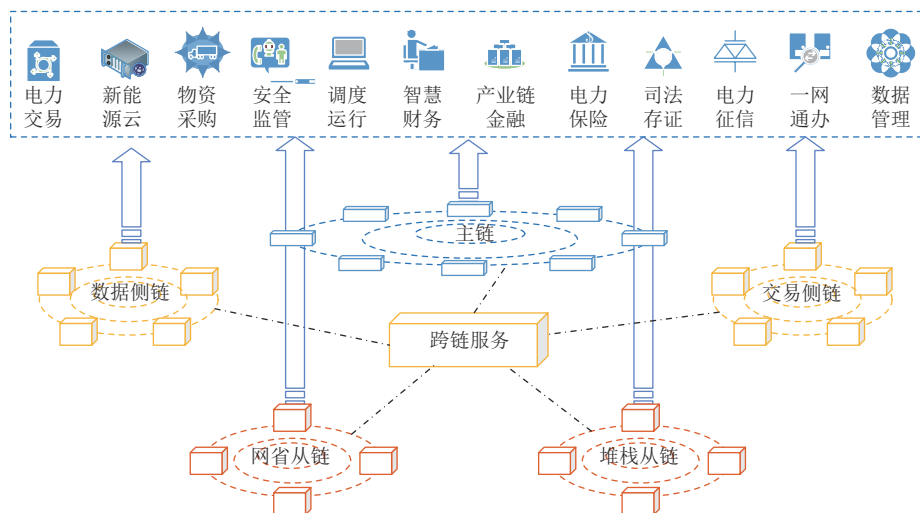 电力
交易
新能
源云
物资
采购
安全
监管
调度
运行
智慧
财务
产业链
金融
电力
保险
司法
存证
电力
征信
一网
通办
数据
管理
主链
数据侧链
交易侧链
跨链服务
网省从链
堆栈从链